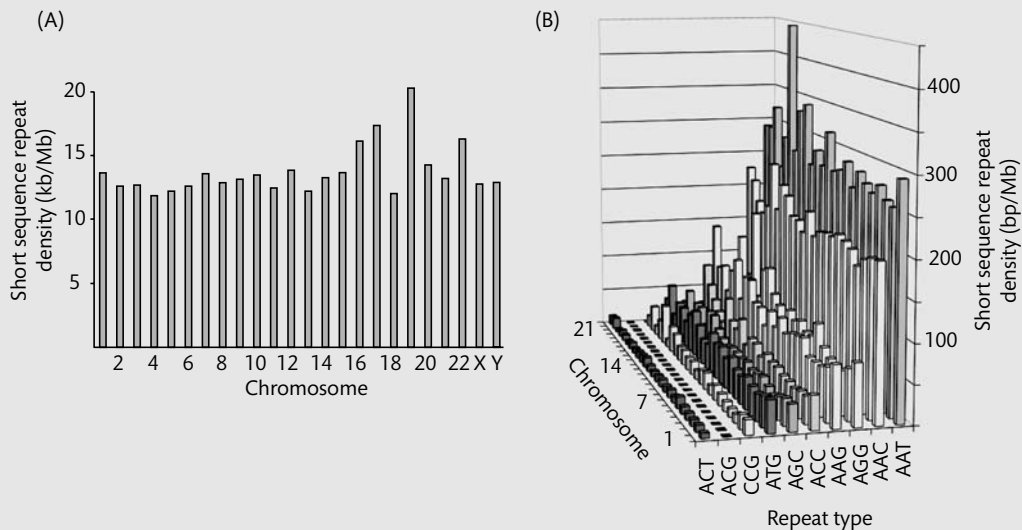 (A)
Short sequence repeat
density (kb/Mb)
20
15
10
5
2 4 6 8 10 12 14 16 18 20 22 X Y
Chromosome
(B)
400
300
200
100
Short sequence repeat
density (bp/Mb)
21
14
7
1
Chromosome
ACT
ACG
CCG
ATG
AGC
ACC
AAG
AGG
AAC
AAT
Repeat type